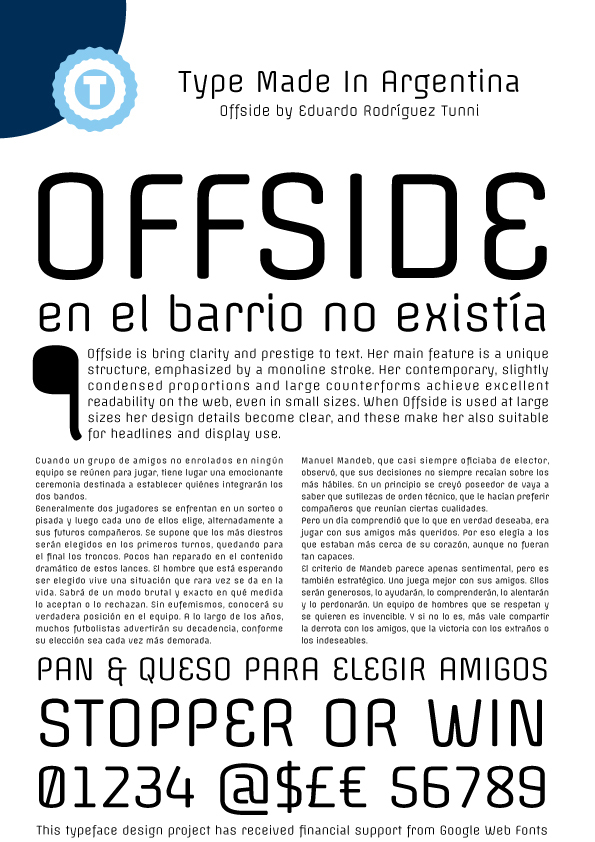 T
Type Made In Argentina
Offside by Eduardo Rodríguez Tunni
OFFSIDE
en el barrio no existía
¶ Offside is bring clarity and prestige to text. Her main feature is a unique
structure, emphasized by a monoline stroke. Her contemporary, slightly
condensed proportions and large counterforms achieve excellent
readability on the web, even in small sizes. When Offside is used at large
sizes her design details become clear, and these make her also suitable
for headlines and display use.
Cuando un grupo de amigos no enrolados en ningún
equipo se reúnen para jugar, tiene lugar una emocionante
ceremonia destinada a establecer quiénes integrarán los
dos bandos.
Generalmente dos jugadores se enfrentan en un sorteo o
pisada y luego cada uno de ellos elige, alternadamente a
sus futuros compañeros. Se supone que los más diestros
serán elegidos en los primeros turnos, quedando para
el final los troncos. Pocos han reparado en el contenido
dramático de estos lances. El hombre que está esperando
ser elegido vive una situación que rara vez se da en la
vida. Sabrá de un modo brutal y exacto en qué medida
lo aceptan o lo rechazan. Sin eufemismos, conocerá su
verdadera posición en el equipo. A lo largo de los años,
muchos futbolistas advertirán su decadencia, conforme
su elección sea cada vez más demorada.
Manuel Mandeb, que casi siempre oficiaba de elector,
observó, que sus decisiones no siempre recaían sobre los
más hábiles. En un principio se creyó poseedor de vaya a
saber que sutilezas de orden técnico, que le hacían preferir
compañeros que reunían ciertas cualidades.
Pero un día comprendió que lo que en verdad deseaba, era
jugar con sus amigos más queridos. Por eso elegía a los
que estaban más cerca de su corazón, aunque no fueran
tan capaces.
El criterio de Mandeb parece apenas sentimental, pero es
también estratégico. Uno juega mejor con sus amigos. Ellos
serán generosos, lo ayudarán, lo comprenderán, lo alentarán
y lo perdonarán. Un equipo de hombres que se respetan y
se quieren es invencible. Y si no lo es, más vale compartir
la derrota con los amigos, que la victoria con los extraños o
los indeseables.
PAN & QUESO PARA ELEGIR AMIGOS
STOPPER OR WIN
01234 @$£€ 56789
This typeface design project has received financial support from Google Web Fonts